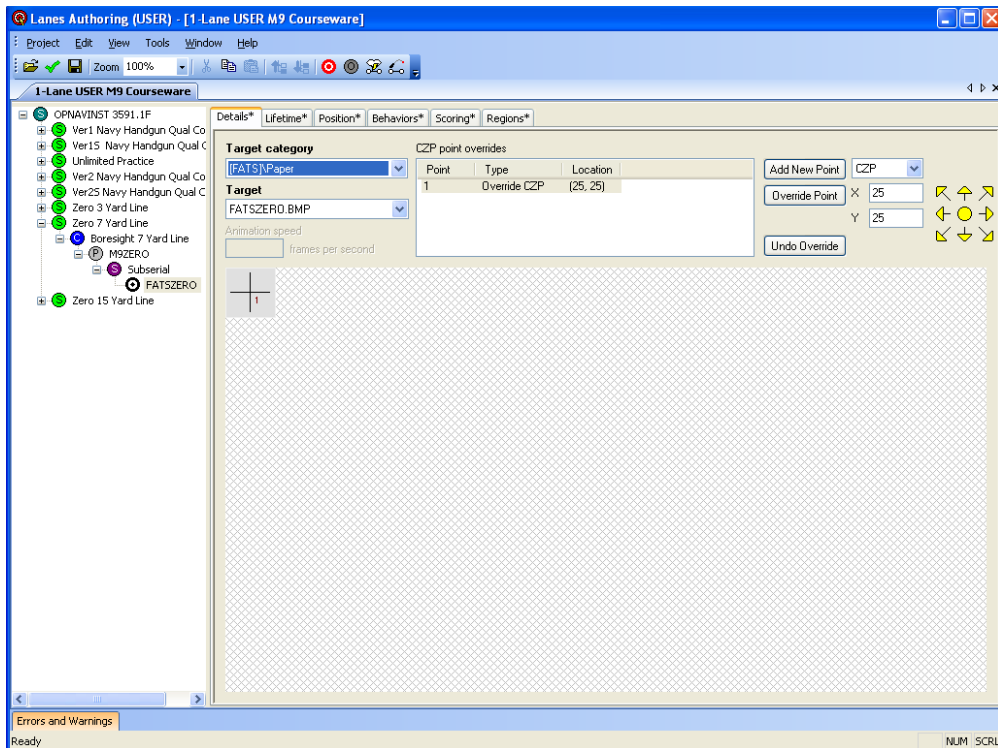 Lanes Authoring (USER) - [1-Lane USER M9 Courseware]
Project Edit View Tools Window Help
Zoom 100%
1-Lane USER M9 Courseware
S OPNAVINST 3591.1F
S Ver1 Navy Handgun Qual Co
S Ver1S Navy Handgun Qual C
S Unlimited Practice
S Ver2 Navy Handgun Qual Co
S Ver2S Navy Handgun Qual C
S Zero 3 Yard Line
S Zero 7 Yard Line
C Boresight 7 Yard Line
P M9ZERO
S Subserial
FATSZERO
S Zero 15 Yard Line
Details* Lifetime* Position* Behaviors* Scoring* Regions*
Target category
[FATS]\Paper
Target
FATSZERO.BMP
Animation speed
frames per second
CZP point overrides
Point Type Location
1 Override CZP (25, 25)
Add New Point CZP
Override Point X 25
Y 25
Undo Override
1
Errors and Warnings
Ready NUM SCRL